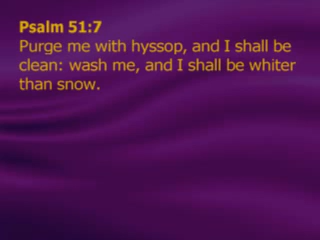 Psalm 51:7
Purge me with hyssop, and I shall be
clean: wash me, and I shall be whiter
than snow.